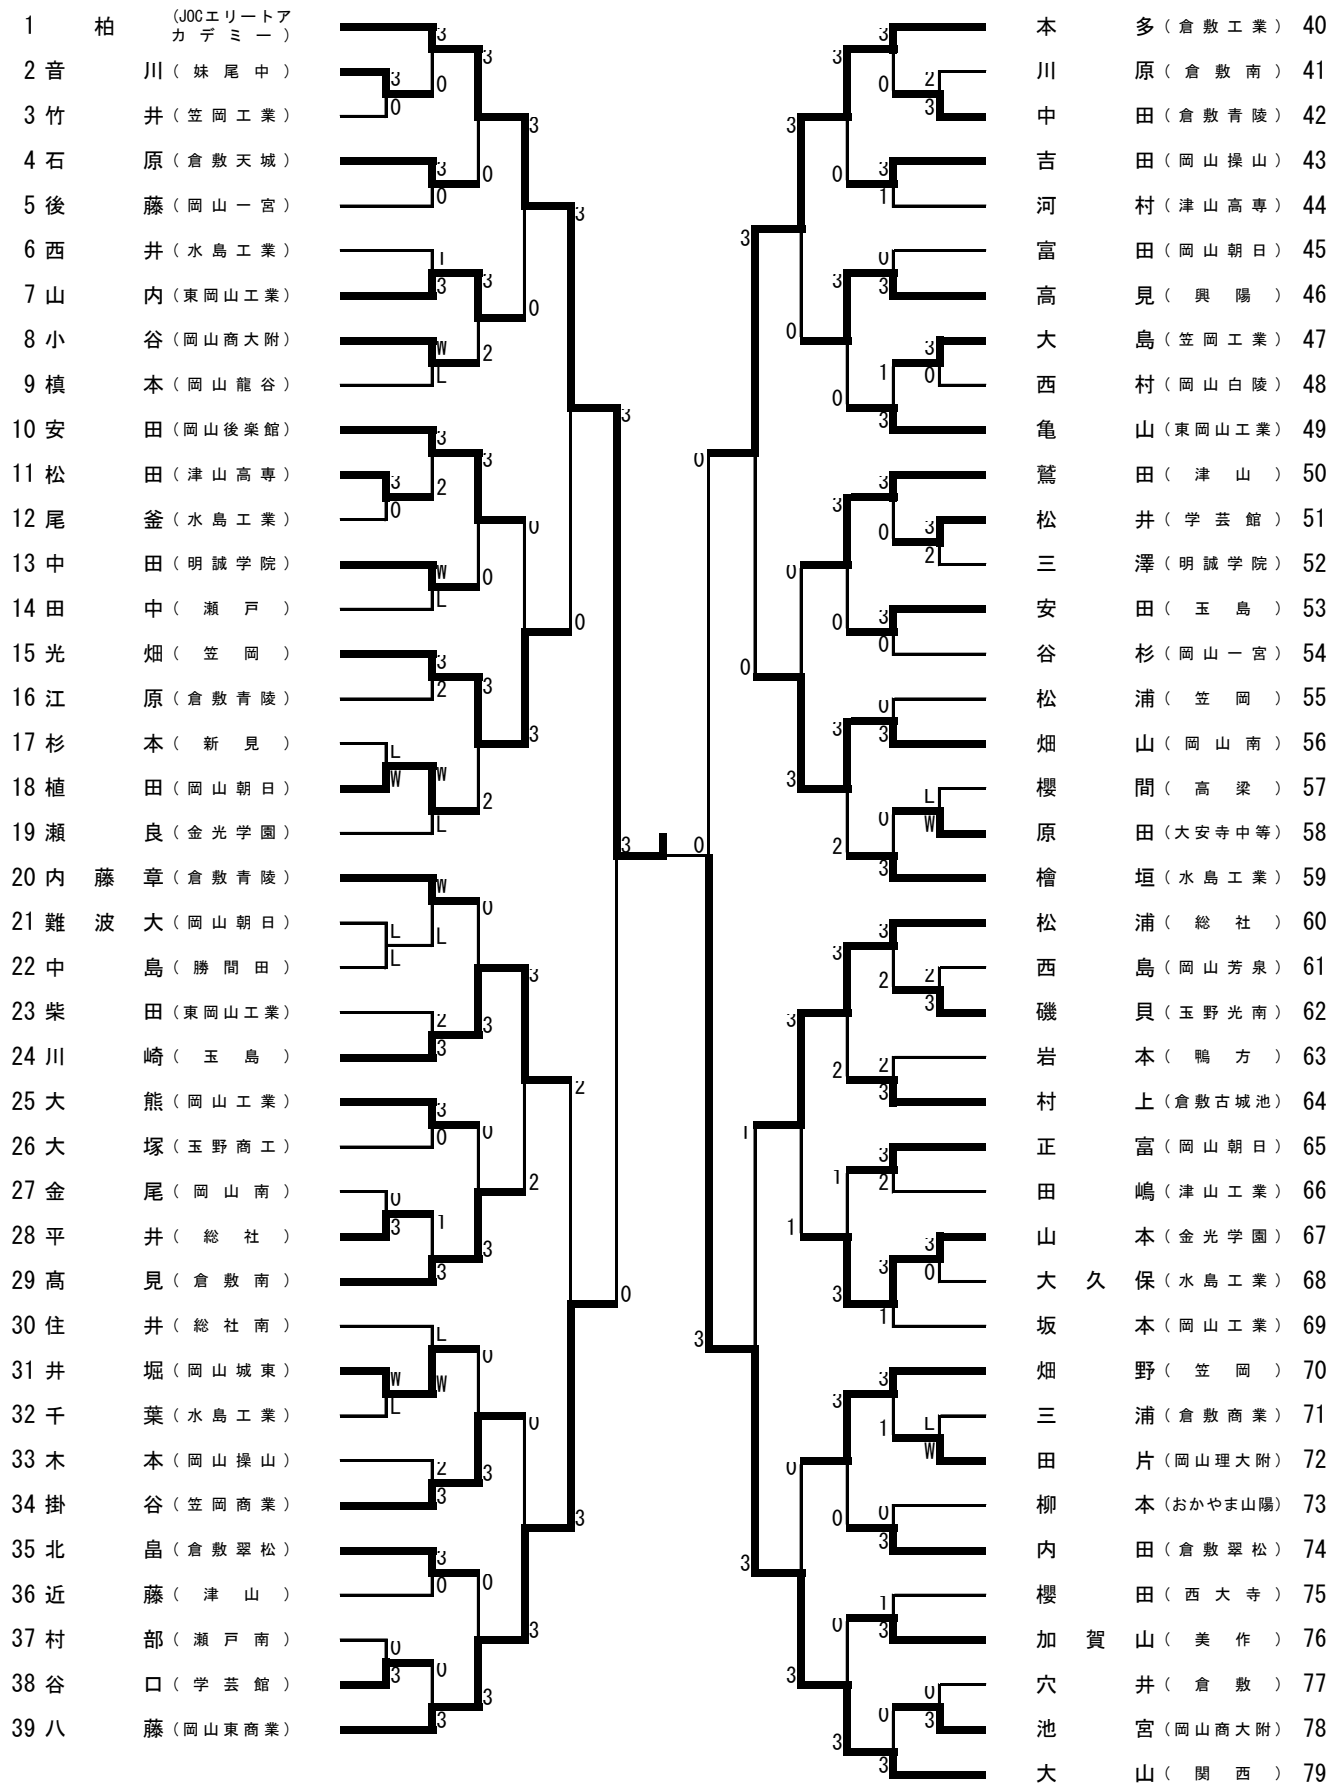 1 柏 (JOCエリートアカデミー)
2 音川 (妹尾中)
3 竹井 (笠岡工業)
4 石原 (倉敷天城)
5 後藤 (岡山一宮)
6 西井 (水島工業)
7 山内 (東岡山工業)
8 小谷 (岡山商大附)
9 槙本 (岡山龍谷)
10 安田 (岡山後楽館)
11 松田 (津山高専)
12 尾釜 (水島工業)
13 中田 (明誠学院)
14 田中 (瀬戸)
15 光畑 (笠岡)
16 江原 (倉敷青陵)
17 杉本 (新見)
18 植田 (岡山朝日)
19 瀬良 (金光学園)
20 内藤章 (倉敷青陵)
21 難波大 (岡山朝日)
22 中島 (勝間田)
23 柴田 (東岡山工業)
24 川崎 (玉島)
25 大熊 (岡山工業)
26 大塚 (玉野商工)
27 金尾 (岡山南)
28 平井 (総社)
29 髙見 (倉敷南)
30 住井 (総社南)
31 井堀 (岡山城東)
32 千葉 (水島工業)
33 木本 (岡山操山)
34 掛谷 (笠岡商業)
35 北畠 (倉敷翠松)
36 近藤 (津山)
37 村部 (瀬戸南)
38 谷口 (学芸館)
39 八藤 (岡山東商業)
本多 (倉敷工業) 40
川原 (倉敷南) 41
中田 (倉敷青陵) 42
吉田 (岡山操山) 43
河村 (津山高専) 44
富田 (岡山朝日) 45
高見 (興陽) 46
大島 (笠岡工業) 47
西村 (岡山白陵) 48
亀山 (東岡山工業) 49
鷲田 (津山) 50
松井 (学芸館) 51
三澤 (明誠学院) 52
安田 (玉島) 53
谷杉 (岡山一宮) 54
松浦 (笠岡) 55
畑山 (岡山南) 56
櫻間 (高梁) 57
原田 (大安寺中等) 58
檜垣 (水島工業) 59
松浦 (総社) 60
西島 (岡山芳泉) 61
磯貝 (玉野光南) 62
岩本 (鴨方) 63
村上 (倉敷古城池) 64
正富 (岡山朝日) 65
田嶋 (津山工業) 66
山本 (金光学園) 67
大久保 (水島工業) 68
坂本 (岡山工業) 69
畑野 (笠岡) 70
三浦 (倉敷商業) 71
田片 (岡山理大附) 72
柳本 (おかやま山陽) 73
内田 (倉敷翠松) 74
櫻田 (西大寺) 75
加賀山 (美作) 76
穴井 (倉敷) 77
池宮 (岡山商大附) 78
大山 (関西) 79